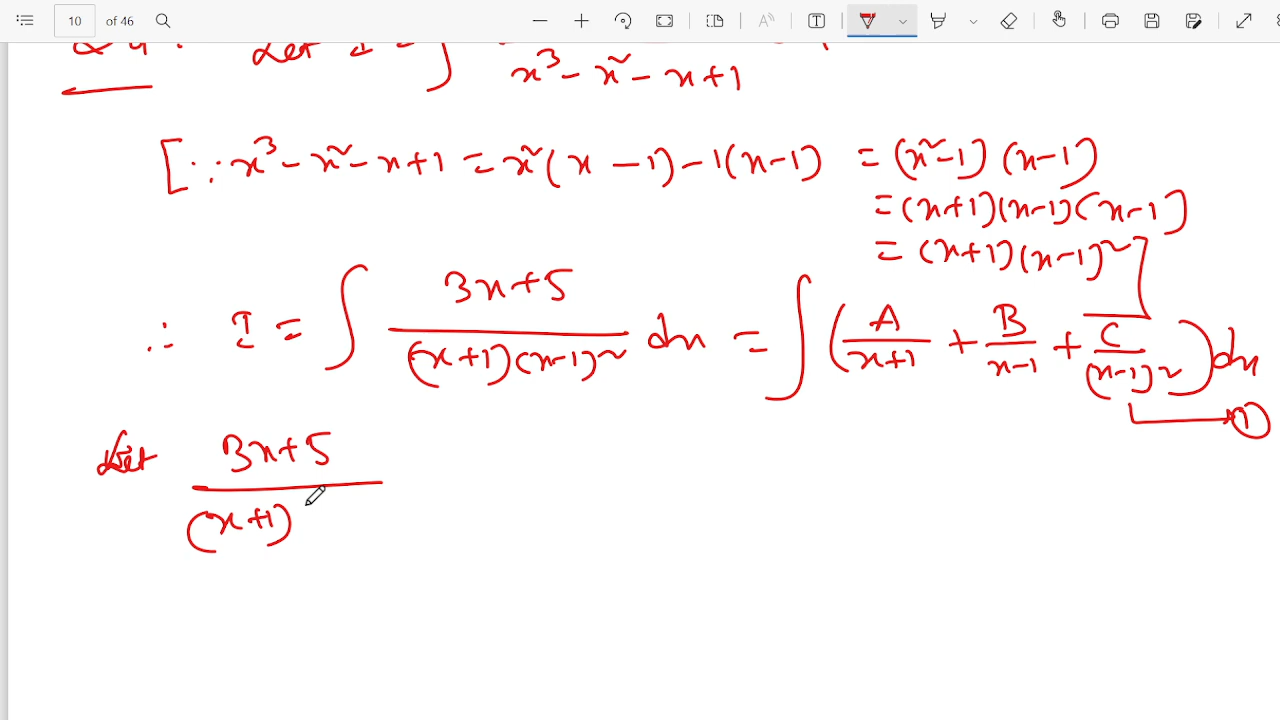 10 of 46
Let I = ∫
x³ - x² - x + 1
[∵ x³ - x² - x + 1 = x²(x - 1) - 1(x - 1) = (x² - 1)(x - 1)
= (x+1)(x-1)(x-1)
= (x+1)(x-1)²]
∴ I = ∫ (3x+5)/((x+1)(x-1)²) dx = ∫ (A/(x+1) + B/(x-1) + C/(x-1)²) dx
→ ①
Let 3x+5
(x+1)